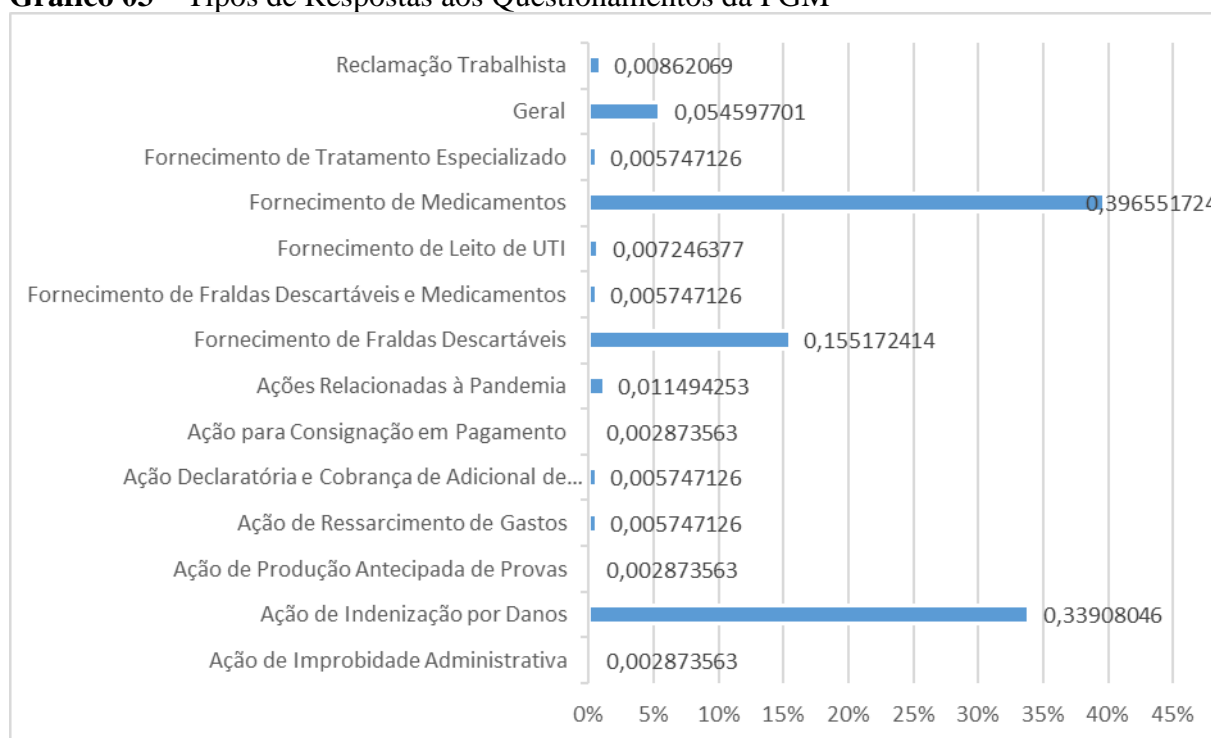 Tipos de Respostas aos Questionamentos da PGM
Reclamação Trabalhista 0,00862069
Geral 0,054597701
Fornecimento de Tratamento Especializado 0,005747126
Fornecimento de Medicamentos 0,396551724
Fornecimento de Leito de UTI 0,007246377
Fornecimento de Fraldas Descartáveis e Medicamentos 0,005747126
Fornecimento de Fraldas Descartáveis 0,155172414
Ações Relacionadas à Pandemia 0,011494253
Ação para Consignação em Pagamento 0,002873563
Ação Declaratória e Cobrança de Adicional de... 0,005747126
Ação de Ressarcimento de Gastos 0,005747126
Ação de Produção Antecipada de Provas 0,002873563
Ação de Indenização por Danos 0,33908046
Ação de Improbidade Administrativa 0,002873563
0% 5% 10% 15% 20% 25% 30% 35% 40% 45%